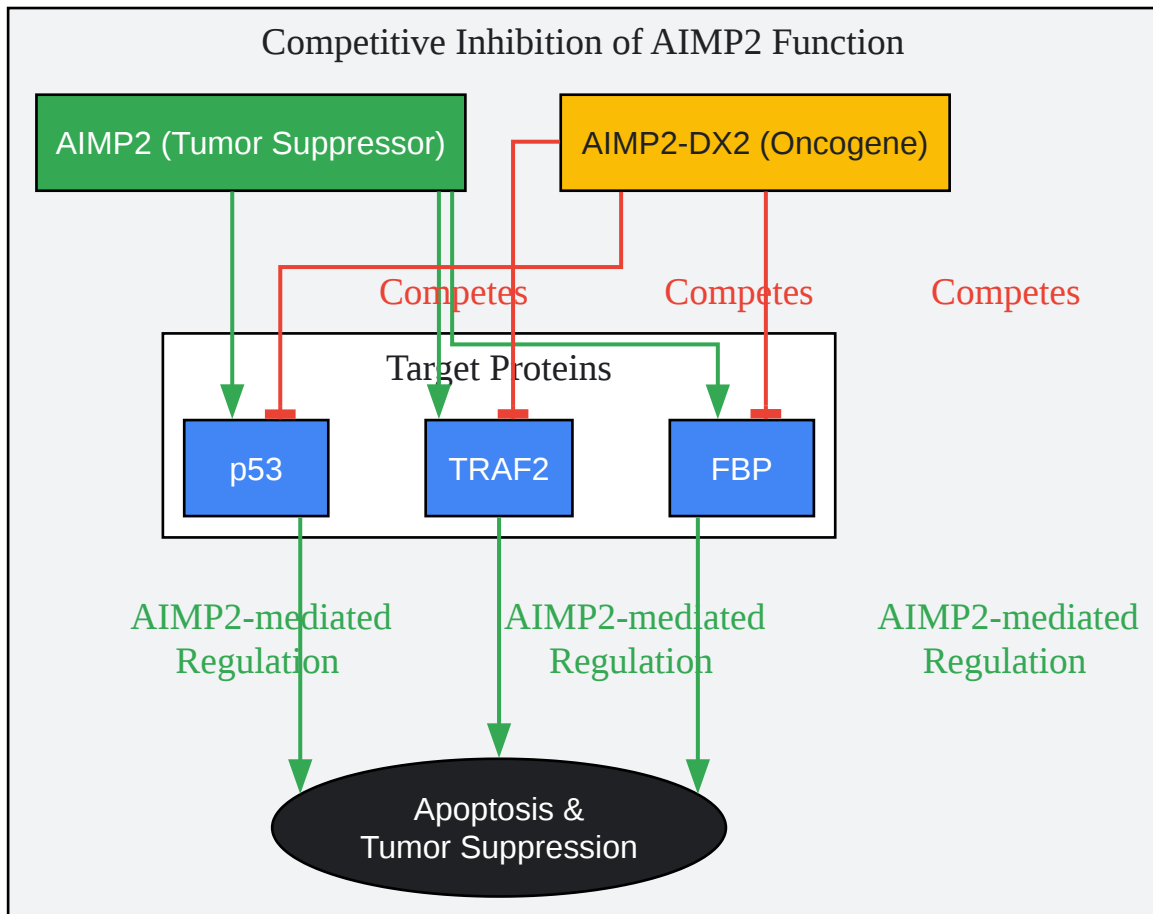 Competitive Inhibition of AIMP2 Function
AIMP2 (Tumor Suppressor)
AIMP2-DX2 (Oncogene)
Competes
Competes
Competes
Target Proteins
p53
TRAF2
FBP
AIMP2-mediated
Regulation
AIMP2-mediated
Regulation
AIMP2-mediated
Regulation
Apoptosis &
Tumor Suppression